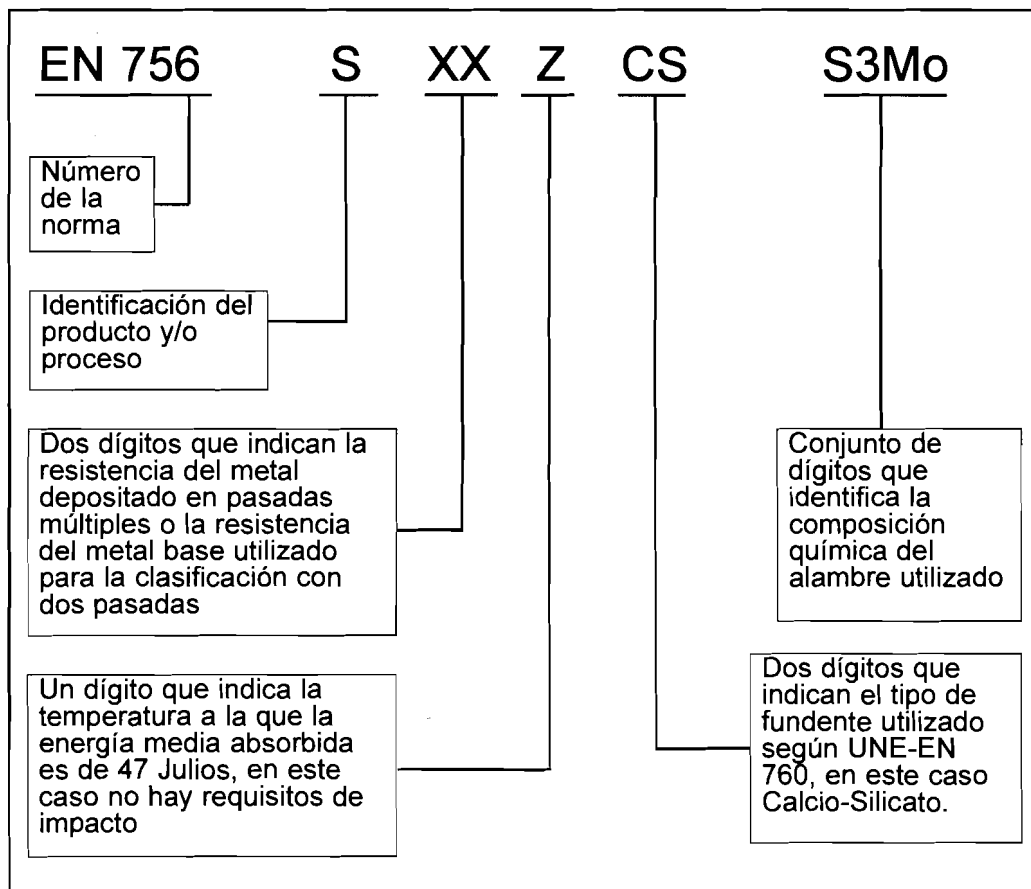 EN 756 S XX Z CS S3Mo
Número
de la
norma
Identificación del
producto y/o
proceso
Dos dígitos que indican la
resistencia del metal
depositado en pasadas
múltiples o la resistencia
del metal base utilizado
para la clasificación con
dos pasadas
Conjunto de
dígitos que
identifica la
composición
química del
alambre utilizado
Un dígito que indica la
temperatura a la que la
energía media absorbida
es de 47 Julios, en este
caso no hay requisitos de
impacto
Dos dígitos que
indican el tipo de
fundente utilizado
según UNE-EN
760, en este caso
Calcio-Silicato.